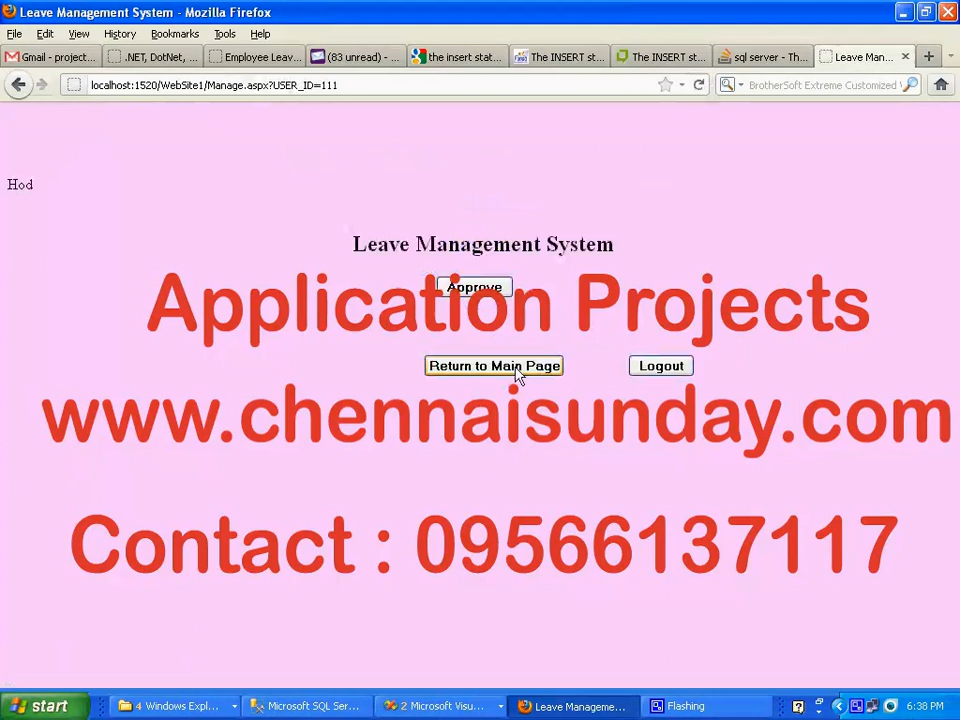 Leave Management System - Mozilla Firefox
File Edit View History Bookmarks Tools Help
Gmail - project... .NET, DotNet, ... Employee Leav... (83 unread) - ... the insert stat... The INSERT st... The INSERT st... sql server - Th... Leave Man...
localhost:1520/WebSite1/Manage.aspx?USER_ID=111 BrotherSoft Extreme Customized
Hod
Leave Management System
Approve
Application Projects
Return to Main Page Logout
www.chennaisunday.com
Contact : 09566137117
start 4 Windows Expl... Microsoft SQL Ser... 2 Microsoft Visu... Leave Manageme... Flashing 6:38 PM